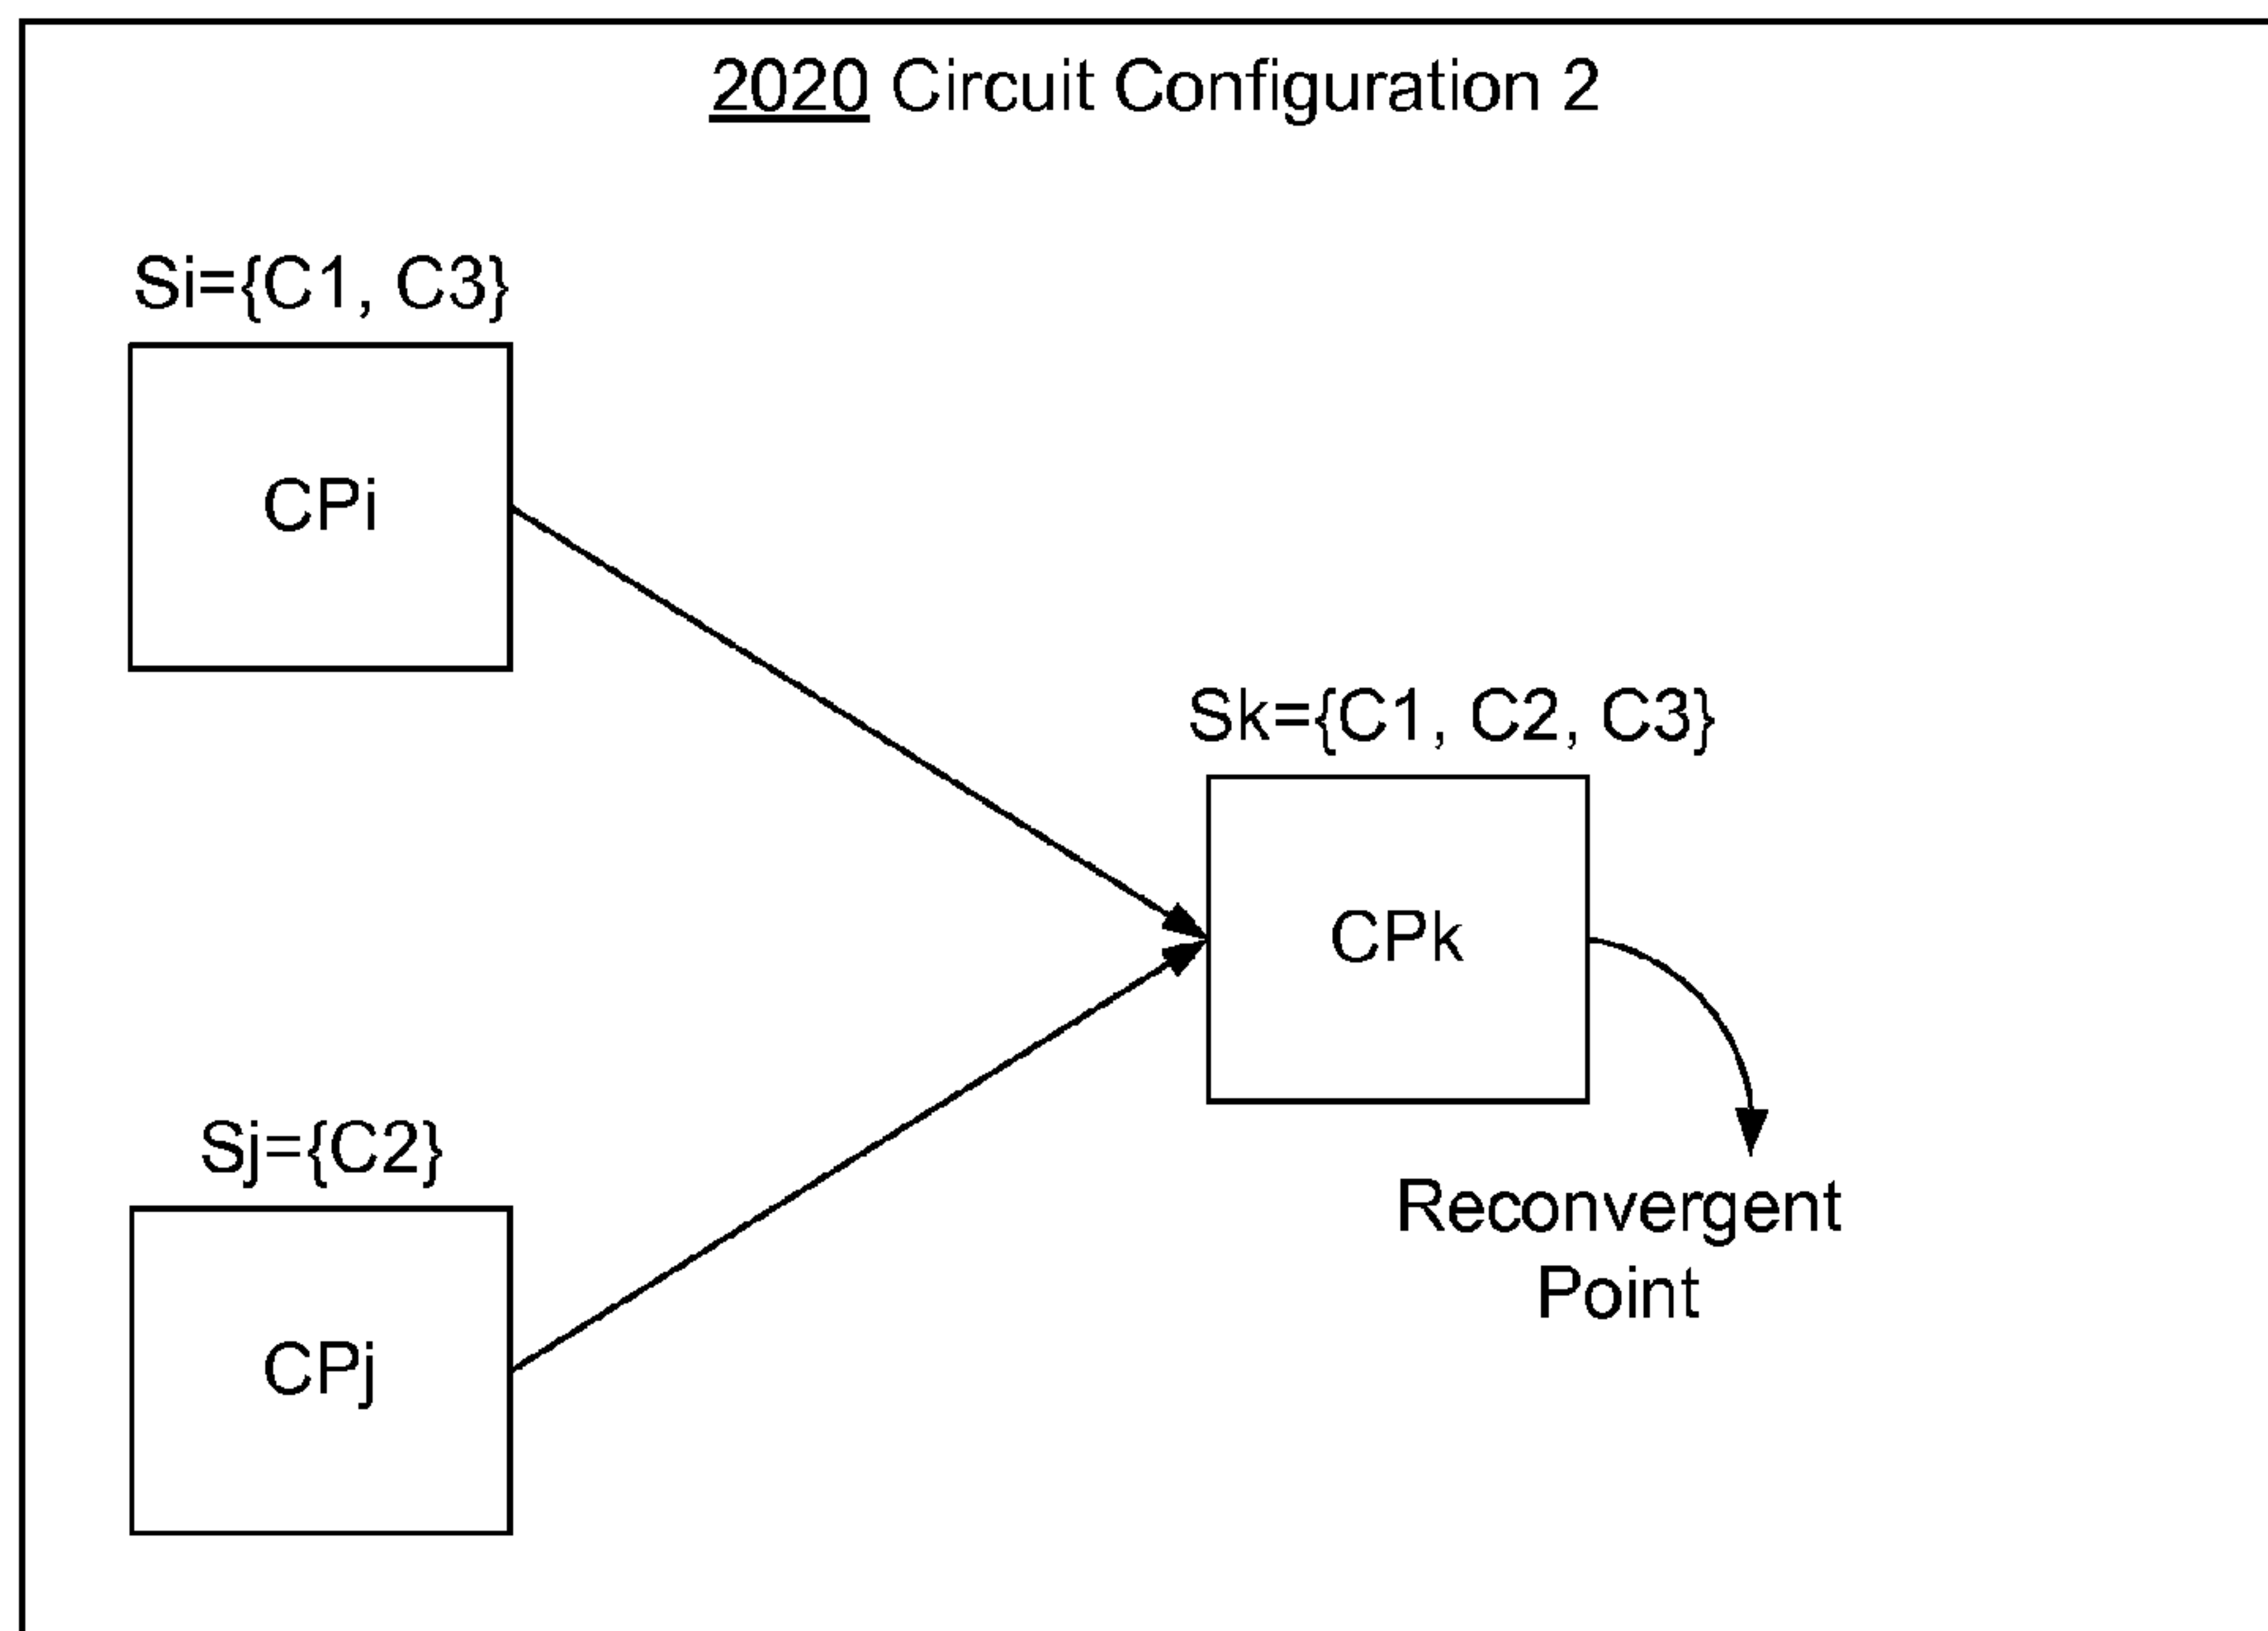 2020 Circuit Configuration 2
Si={C1, C3}
CPi
Sk={C1, C2, C3}
CPk
Sj={C2}
Reconvergent
Point
CPj